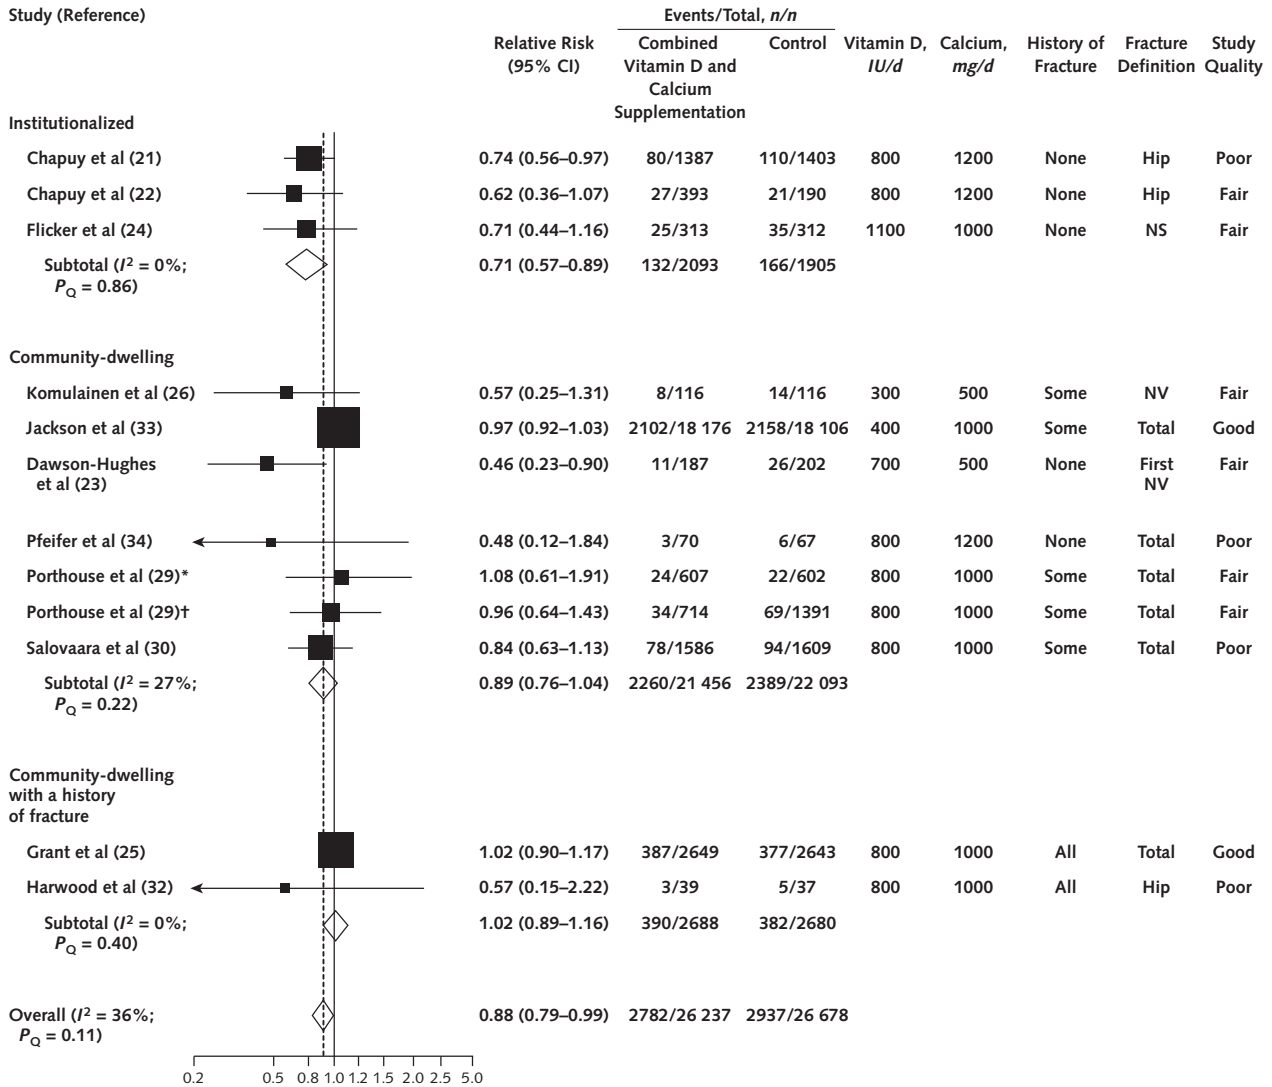 Study (Reference) Events/Total, n/n
Relative Risk Combined Control Vitamin D, Calcium, History of Fracture Study
(95% CI) Vitamin D and IU/d mg/d Fracture Definition Quality
Calcium
Supplementation
Institutionalized
Chapuy et al (21) 0.74 (0.56–0.97) 80/1387 110/1403 800 1200 None Hip Poor
Chapuy et al (22) 0.62 (0.36–1.07) 27/393 21/190 800 1200 None Hip Fair
Flicker et al (24) 0.71 (0.44–1.16) 25/313 35/312 1100 1000 None NS Fair
Subtotal (I² = 0%; 0.71 (0.57–0.89) 132/2093 166/1905
P_Q = 0.86)
Community-dwelling
Komulainen et al (26) 0.57 (0.25–1.31) 8/116 14/116 300 500 Some NV Fair
Jackson et al (33) 0.97 (0.92–1.03) 2102/18 176 2158/18 106 400 1000 Some Total Good
Dawson-Hughes 0.46 (0.23–0.90) 11/187 26/202 700 500 None First Fair
et al (23) NV
Pfeifer et al (34) 0.48 (0.12–1.84) 3/70 6/67 800 1200 None Total Poor
Porthouse et al (29)* 1.08 (0.61–1.91) 24/607 22/602 800 1000 Some Total Fair
Porthouse et al (29)† 0.96 (0.64–1.43) 34/714 69/1391 800 1000 Some Total Fair
Salovaara et al (30) 0.84 (0.63–1.13) 78/1586 94/1609 800 1000 Some Total Poor
Subtotal (I² = 27%; 0.89 (0.76–1.04) 2260/21 456 2389/22 093
P_Q = 0.22)
Community-dwelling
with a history
of fracture
Grant et al (25) 1.02 (0.90–1.17) 387/2649 377/2643 800 1000 All Total Good
Harwood et al (32) 0.57 (0.15–2.22) 3/39 5/37 800 1000 All Hip Poor
Subtotal (I² = 0%; 1.02 (0.89–1.16) 390/2688 382/2680
P_Q = 0.40)
Overall (I² = 36%; 0.88 (0.79–0.99) 2782/26 237 2937/26 678
P_Q = 0.11)
0.2 0.5 0.8 1.0 1.2 1.5 2.0 2.5 5.0